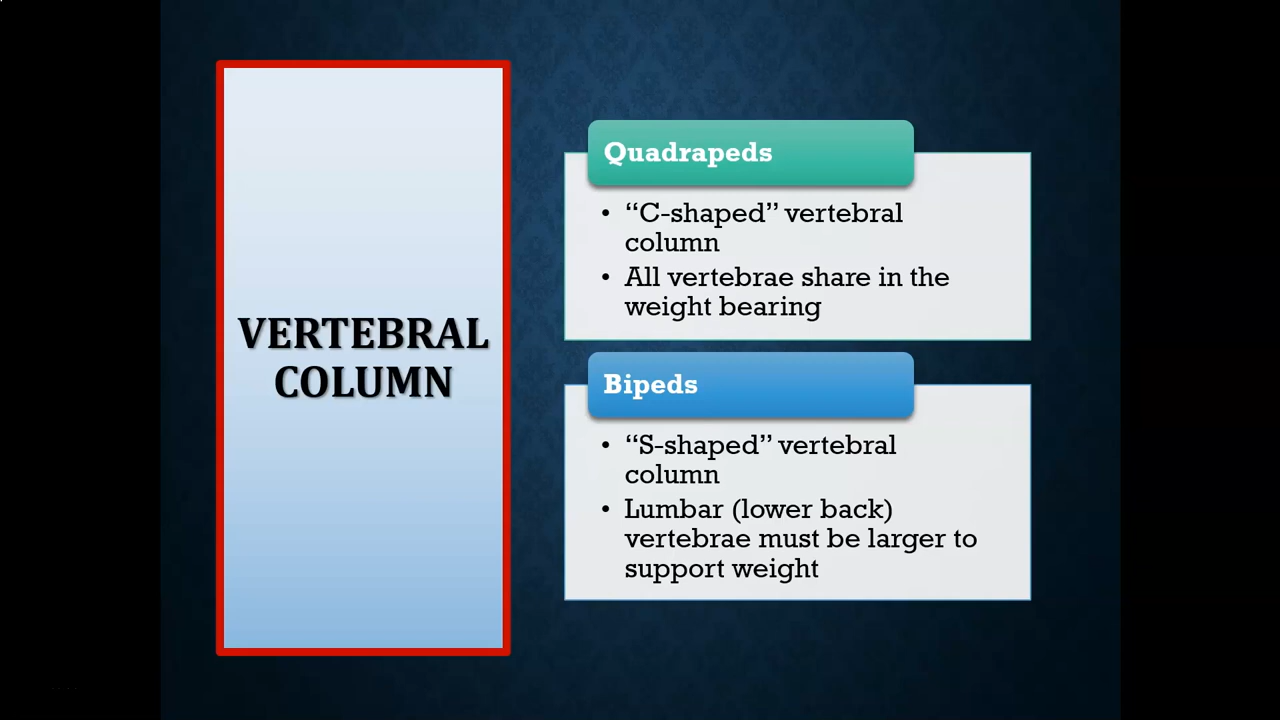 VERTEBRAL
COLUMN
Quadrapeds
• “C-shaped” vertebral
column
• All vertebrae share in the
weight bearing
Bipeds
• “S-shaped” vertebral
column
• Lumbar (lower back)
vertebrae must be larger to
support weight